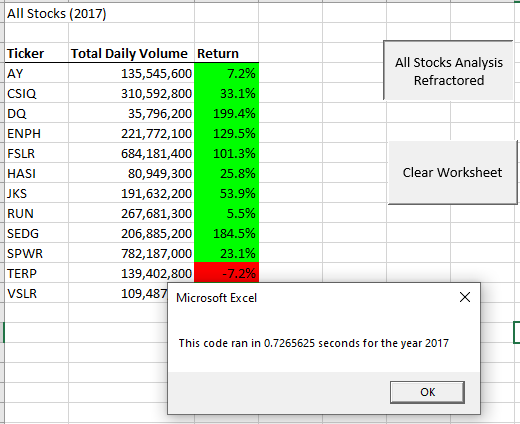 All Stocks (2017)
Ticker Total Daily Volume Return
AY 135,545,600 7.2%
CSIQ 310,592,800 33.1%
DQ 35,796,200 199.4%
ENPH 221,772,100 129.5%
FSLR 684,181,400 101.3%
HASI 80,949,300 25.8%
JKS 191,632,200 53.9%
RUN 267,681,300 5.5%
SEDG 206,885,200 184.5%
SPWR 782,187,000 23.1%
TERP 139,402,800 -7.2%
VSLR 109,487
All Stocks Analysis
Refractored
Clear Worksheet
Microsoft Excel
This code ran in 0.7265625 seconds for the year 2017
OK